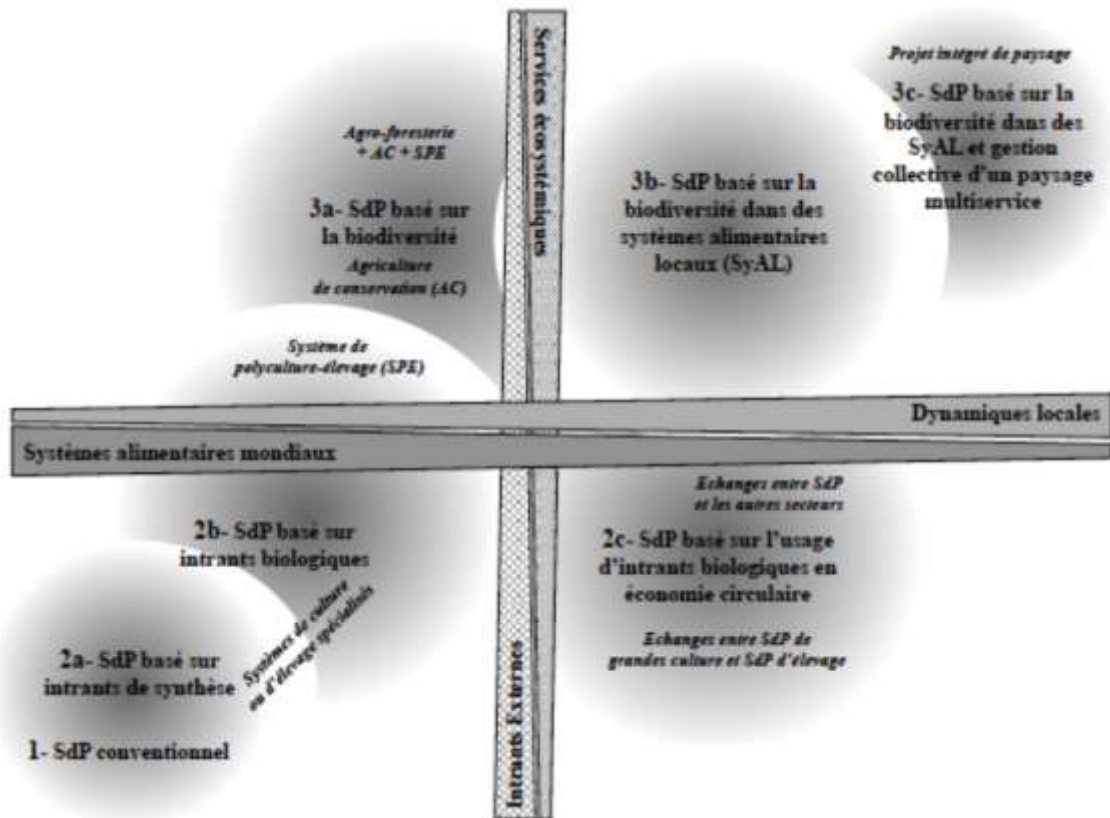 Services écosystémiques
Projet intégré de paysage
3c- SdP basé sur la
biodiversité dans des
SyAL et gestion
collective d'un paysage
multiservice
Agro-foresterie
+ AC + SPE
3a- SdP basé sur
la biodiversité
Agriculture
de conservation (AC)
3b- SdP basé sur la
biodiversité dans des
systèmes alimentaires
locaux (SyAL)
Système de
polyculture-élevage (SPE)
Dynamiques locales
Systèmes alimentaires mondiaux
2b- SdP basé sur
intrants biologiques
Systèmes de culture
ou d'élevage spécialisés
2a- SdP basé sur
intrants de synthèse
1- SdP conventionnel
Intrants Externes
Echanges entre SdP
et les autres secteurs
2c- SdP basé sur l'usage
d'intrants biologiques en
économie circulaire
Echanges entre SdP de
grandes culture et SdP d'élevage